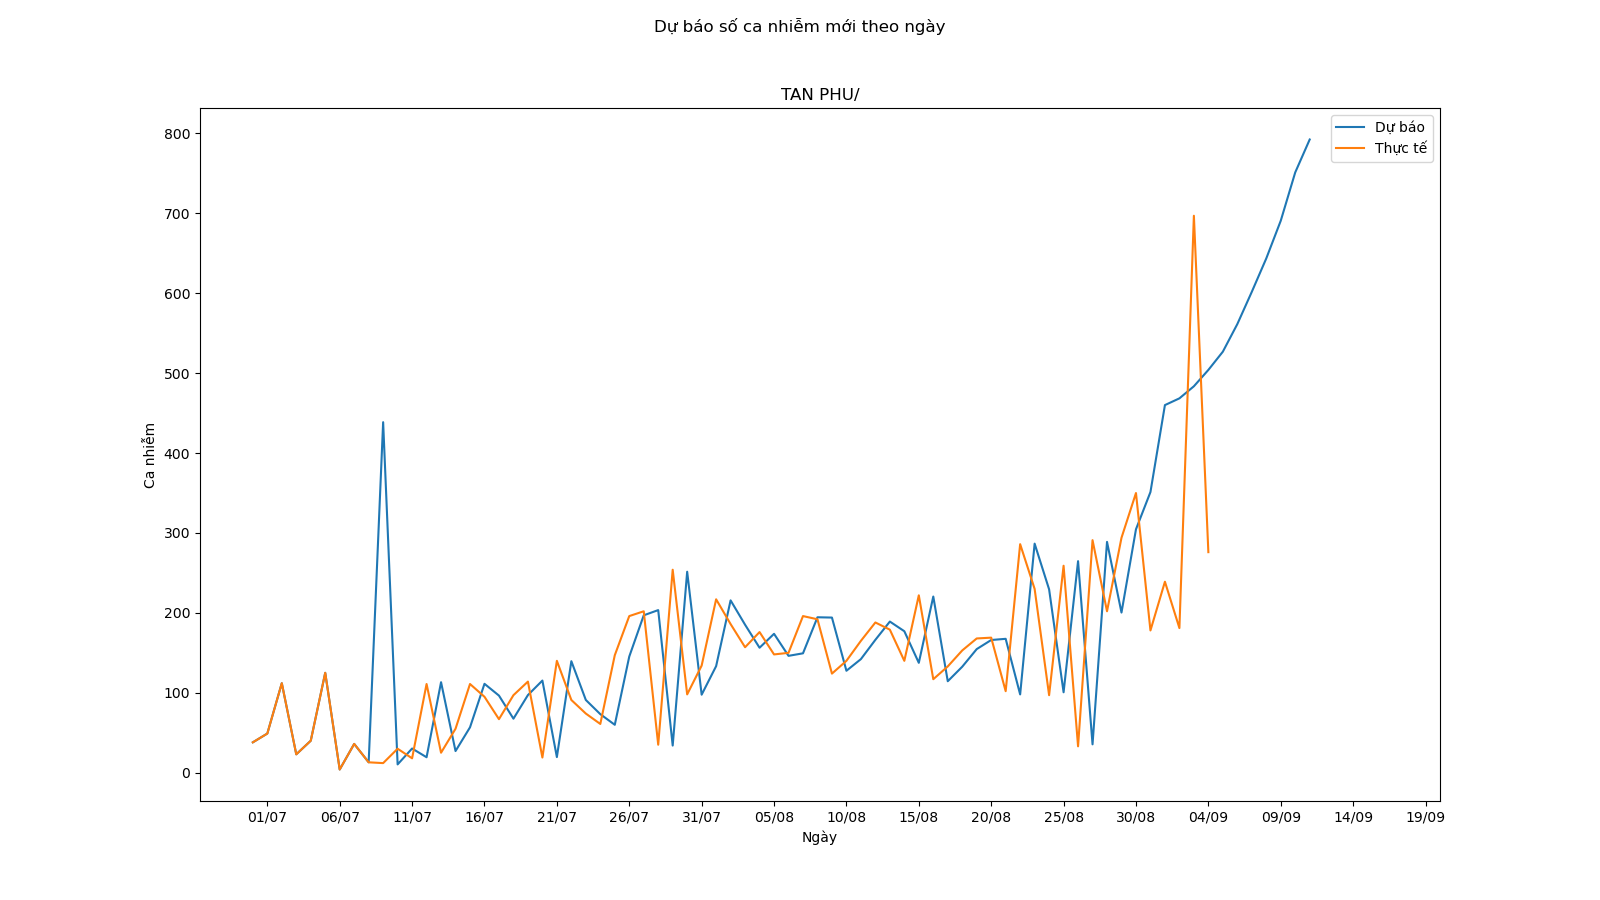 Dự báo số ca nhiễm mới theo ngày
TAN PHU/
Dự báo
Thực tế
800
700
600
500
400
300
200
100
0
Ca nhiễm
01/07 06/07 11/07 16/07 21/07 26/07 31/07 05/08 10/08 15/08 20/08 25/08 30/08 04/09 09/09 14/09 19/09
Ngày